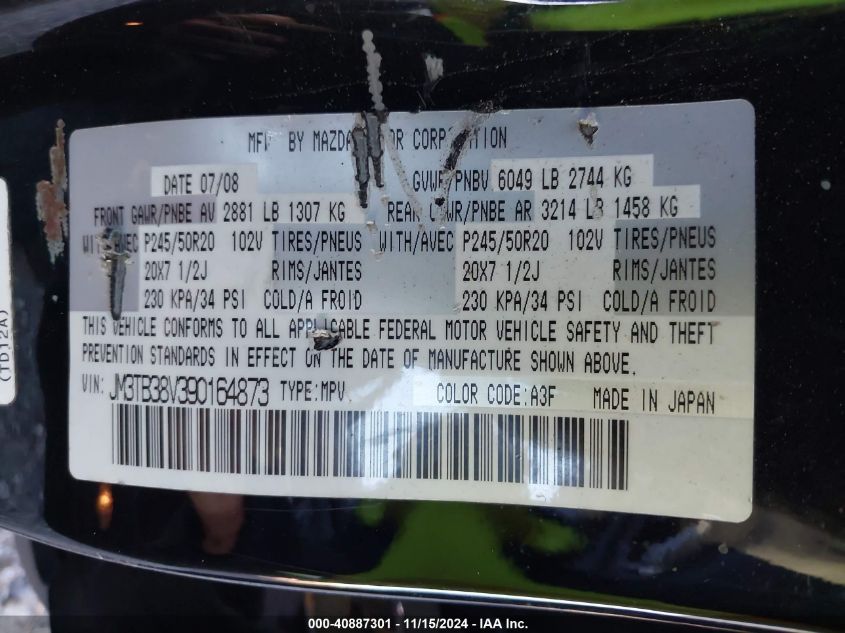 MFD BY MAZDA MOTOR CORPORATION
DATE 07/08 GVWR/PNBV 6049 LB 2744 KG
FRONT GAWR/PNBE AV 2881 LB 1307 KG REAR GAWR/PNBE AR 3214 LB 1458 KG
WITH/AVEC P245/50R20 102V TIRES/PNEUS WITH/AVEC P245/50R20 102V TIRES/PNEUS
20X7 1/2J RIMS/JANTES 20X7 1/2J RIMS/JANTES
230 KPA/34 PSI COLD/A FROID 230 KPA/34 PSI COLD/A FROID
THIS VEHICLE CONFORMS TO ALL APPLICABLE FEDERAL MOTOR VEHICLE SAFETY AND THEFT
PREVENTION STANDARDS IN EFFECT ON THE DATE OF MANUFACTURE SHOWN ABOVE.
VIN: JM3TB38V390164873 TYPE:MPV COLOR CODE:A3F MADE IN JAPAN
(TD12A)
000-40887301 - 11/15/2024 - IAA Inc.